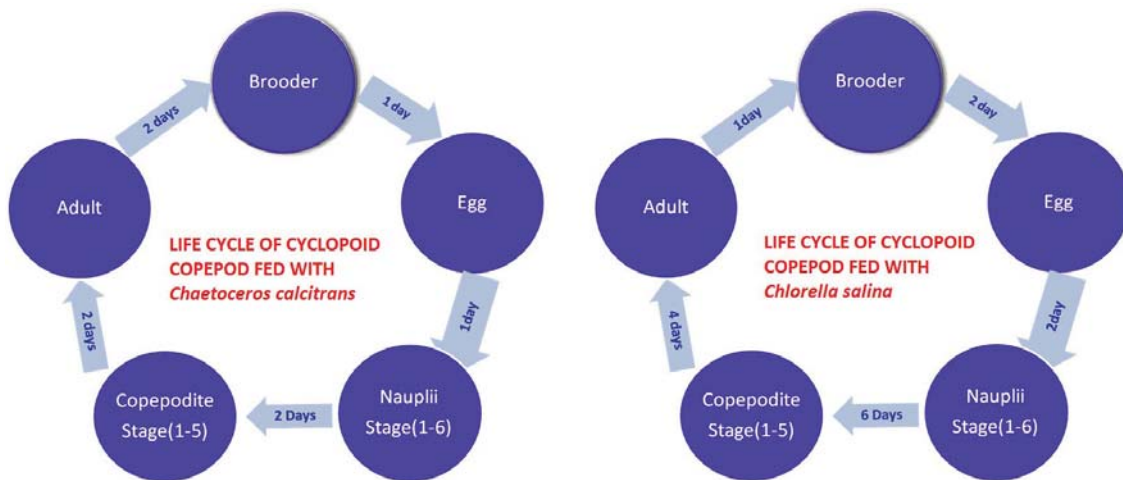 Brooder
2 days
1 day
Adult
Egg
LIFE CYCLE OF CYCLOPOID
COPEPOD FED WITH
Chaetoceros calcitrans
2 days
1day
Copepodite
Stage(1-5)
2 Days
Nauplii
Stage(1-6)
Brooder
1day
2 day
Adult
Egg
LIFE CYCLE OF CYCLOPOID
COPEPOD FED WITH
Chlorella salina
4 days
2day
Copepodite
Stage(1-5)
6 Days
Nauplii
Stage(1-6)